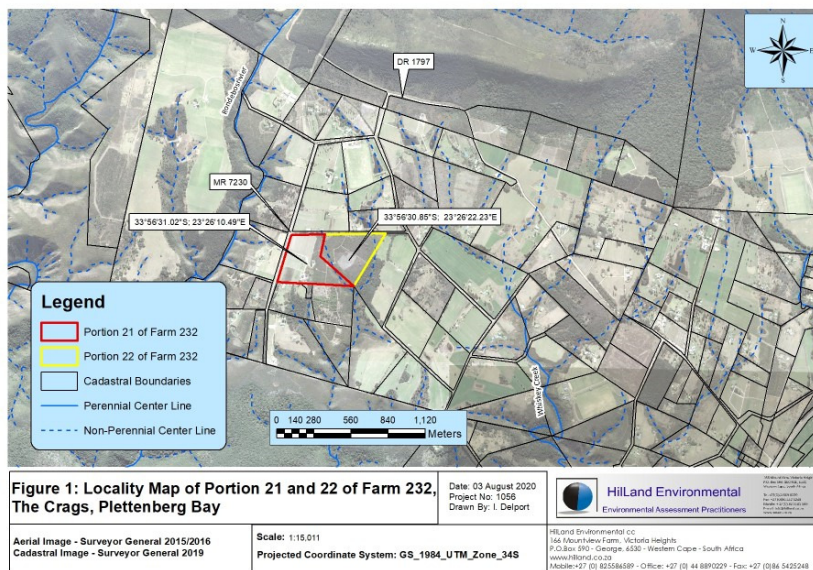 N
W E
S
DR 1797
MR 7230
33°56'31.02"S; 23°26'10.49"E
33°56'30.85"S; 23°26'22.23"E
Whiskey Creek
Legend
Portion 21 of Farm 232
Portion 22 of Farm 232
Cadastral Boundaries
Perennial Center Line
Non-Perennial Center Line
0 140 280 560 840 1,120
Meters
Figure 1: Locality Map of Portion 21 and 22 of Farm 232,
The Crags, Plettenberg Bay
Date: 03 August 2020
Project No: 1056
Drawn By: I. Delport
Aerial Image - Surveyor General 2015/2016
Cadastral Image - Surveyor General 2019
Scale: 1:15,011
Projected Coordinate System: GS_1984_UTM_Zone_34S
HilLand Environmental
Environmental Assessment Practitioners
HilLand Environmental cc
166 Mountview Farm, Victoria Heights
P.O.Box 590 - George, 6530 - Western Cape - South Africa
www.hilland.co.za
Mobile:+27 (0) 825586589 - Office: +27 (0) 44 8890229 - Fax: +27 (0)86 5425248